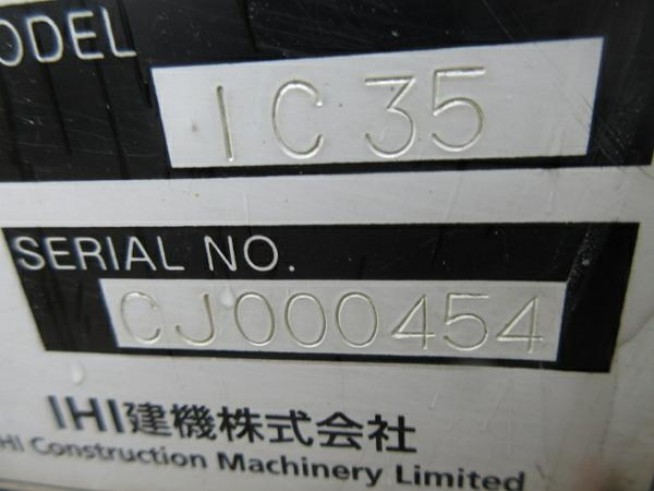 ODEL
IC35
SERIAL NO.
CJ000454
IHI建機株式会社
HI Construction Machinery Limited